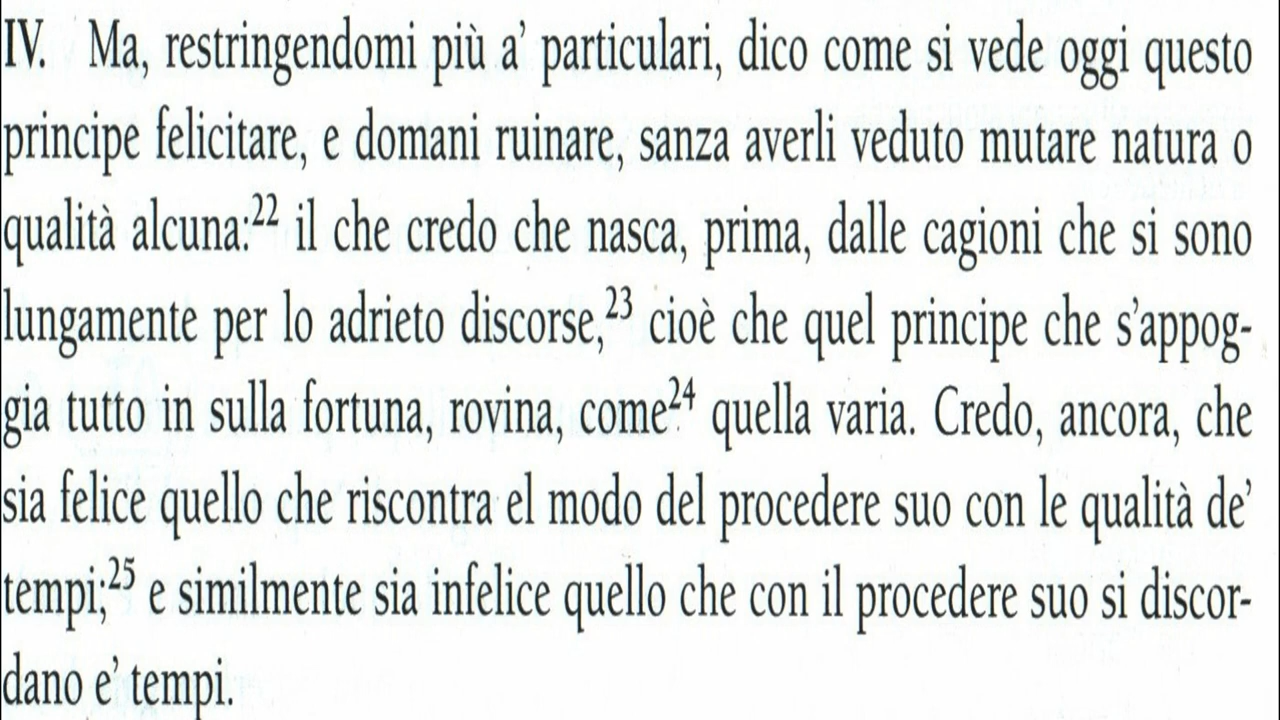 IV. Ma, restringendomi più a' particulari, dico come si vede oggi questo
principe felicitare, e domani ruinare, sanza averli veduto mutare natura o
qualità alcuna:22 il che credo che nasca, prima, dalle cagioni che si sono
lungamente per lo adrieto discorse,23 cioè che quel principe che s'appog-
gia tutto in sulla fortuna, rovina, come24 quella varia. Credo, ancora, che
sia felice quello che riscontra el modo del procedere suo con le qualità de'
tempi;25 e similmente sia infelice quello che con il procedere suo si discor-
dano e' tempi.